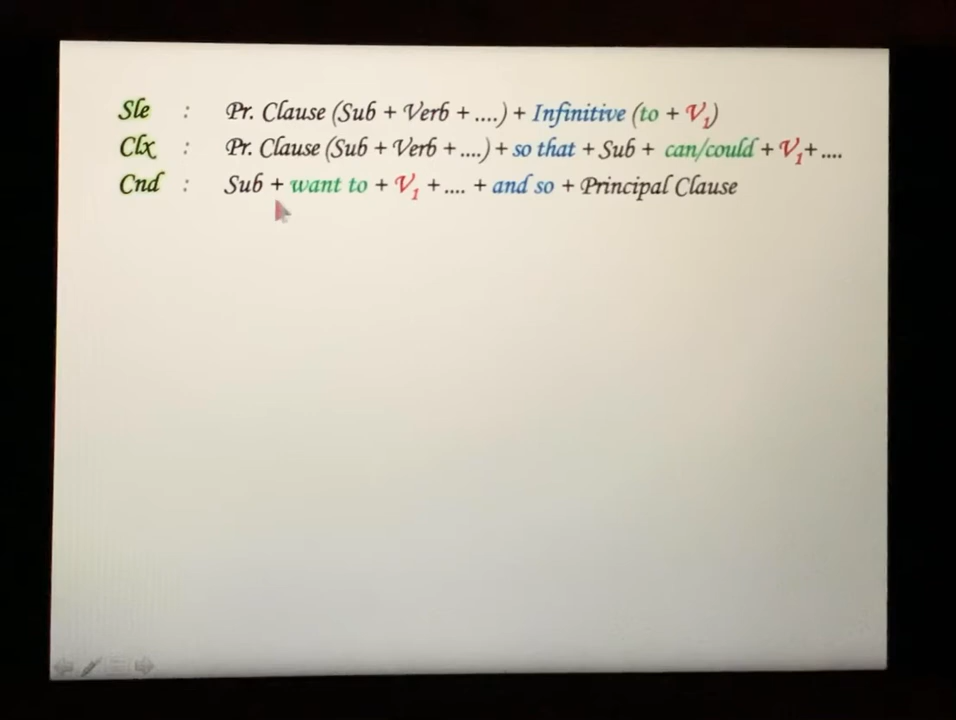 Sle : Pr. Clause (Sub + Verb + ....) + Infinitive (to + V₁)
Clx : Pr. Clause (Sub + Verb + ....) + so that + Sub + can/could + V₁+ ....
Cnd : Sub + want to + V₁ + .... + and so + Principal Clause